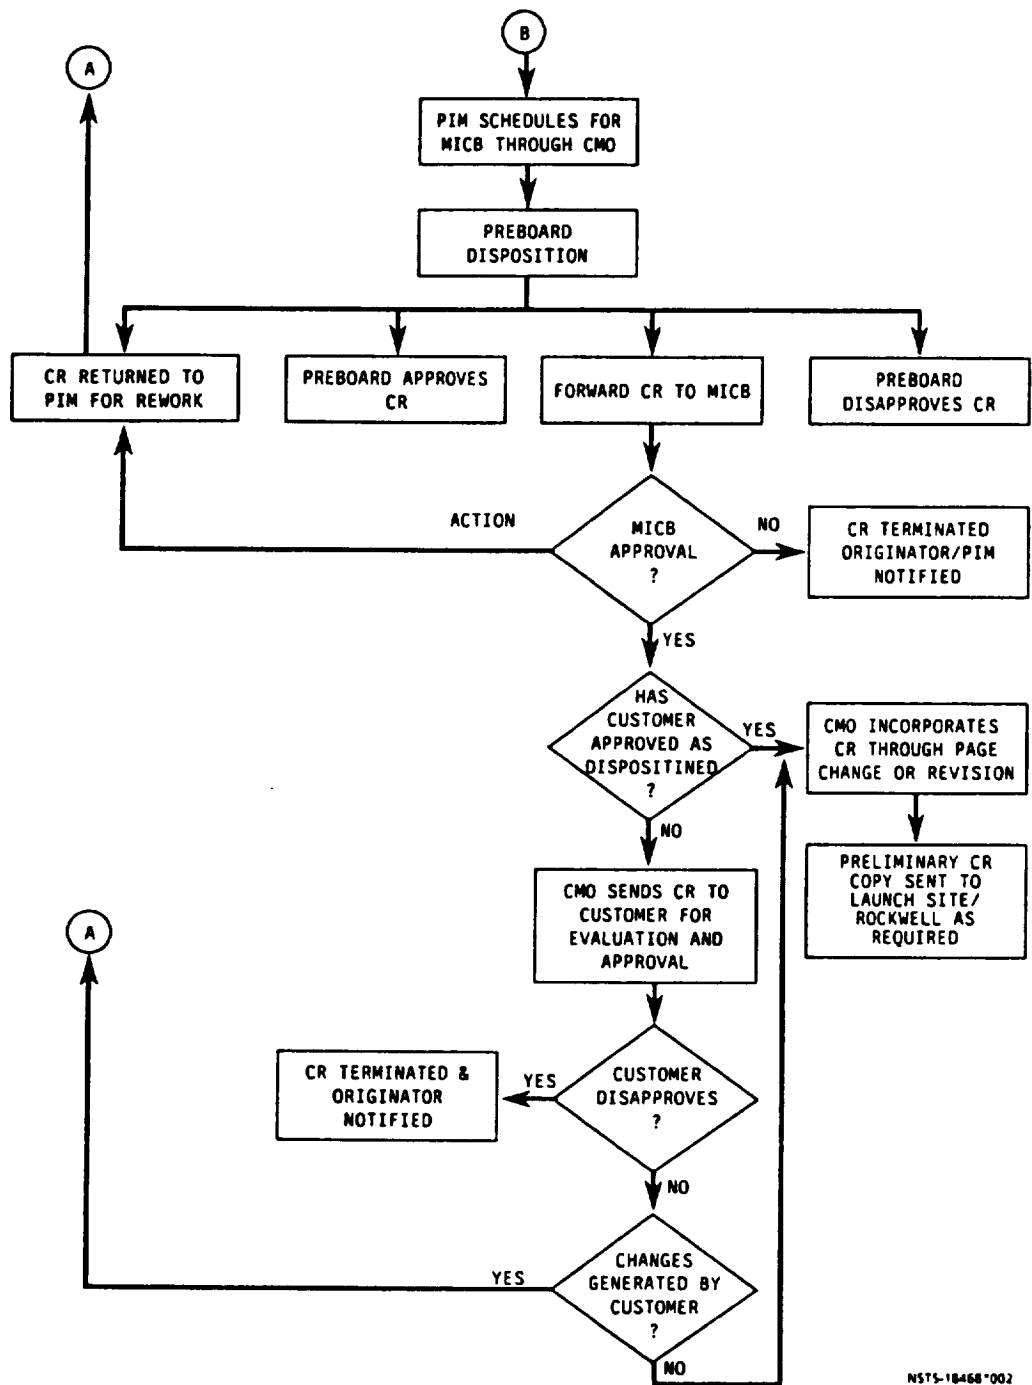 B
A
PIM SCHEDULES FOR
MICB THROUGH CMO
PREBOARD
DISPOSITION
CR RETURNED TO
PIM FOR REWORK
PREBOARD APPROVES
CR
FORWARD CR TO MICB
PREBOARD
DISAPPROVES CR
ACTION
MICB
APPROVAL
?
NO
CR TERMINATED
ORIGINATOR/PIM
NOTIFIED
YES
HAS
CUSTOMER
APPROVED AS
DISPOSITINED
?
YES
CMO INCORPORATES
CR THROUGH PAGE
CHANGE OR REVISION
NO
PRELIMINARY CR
COPY SENT TO
LAUNCH SITE/
ROCKWELL AS
REQUIRED
CMO SENDS CR TO
CUSTOMER FOR
EVALUATION AND
APPROVAL
A
CR TERMINATED &
ORIGINATOR
NOTIFIED
YES
CUSTOMER
DISAPPROVES
?
NO
YES
CHANGES
GENERATED BY
CUSTOMER
?
NO
NSTS-18468*002